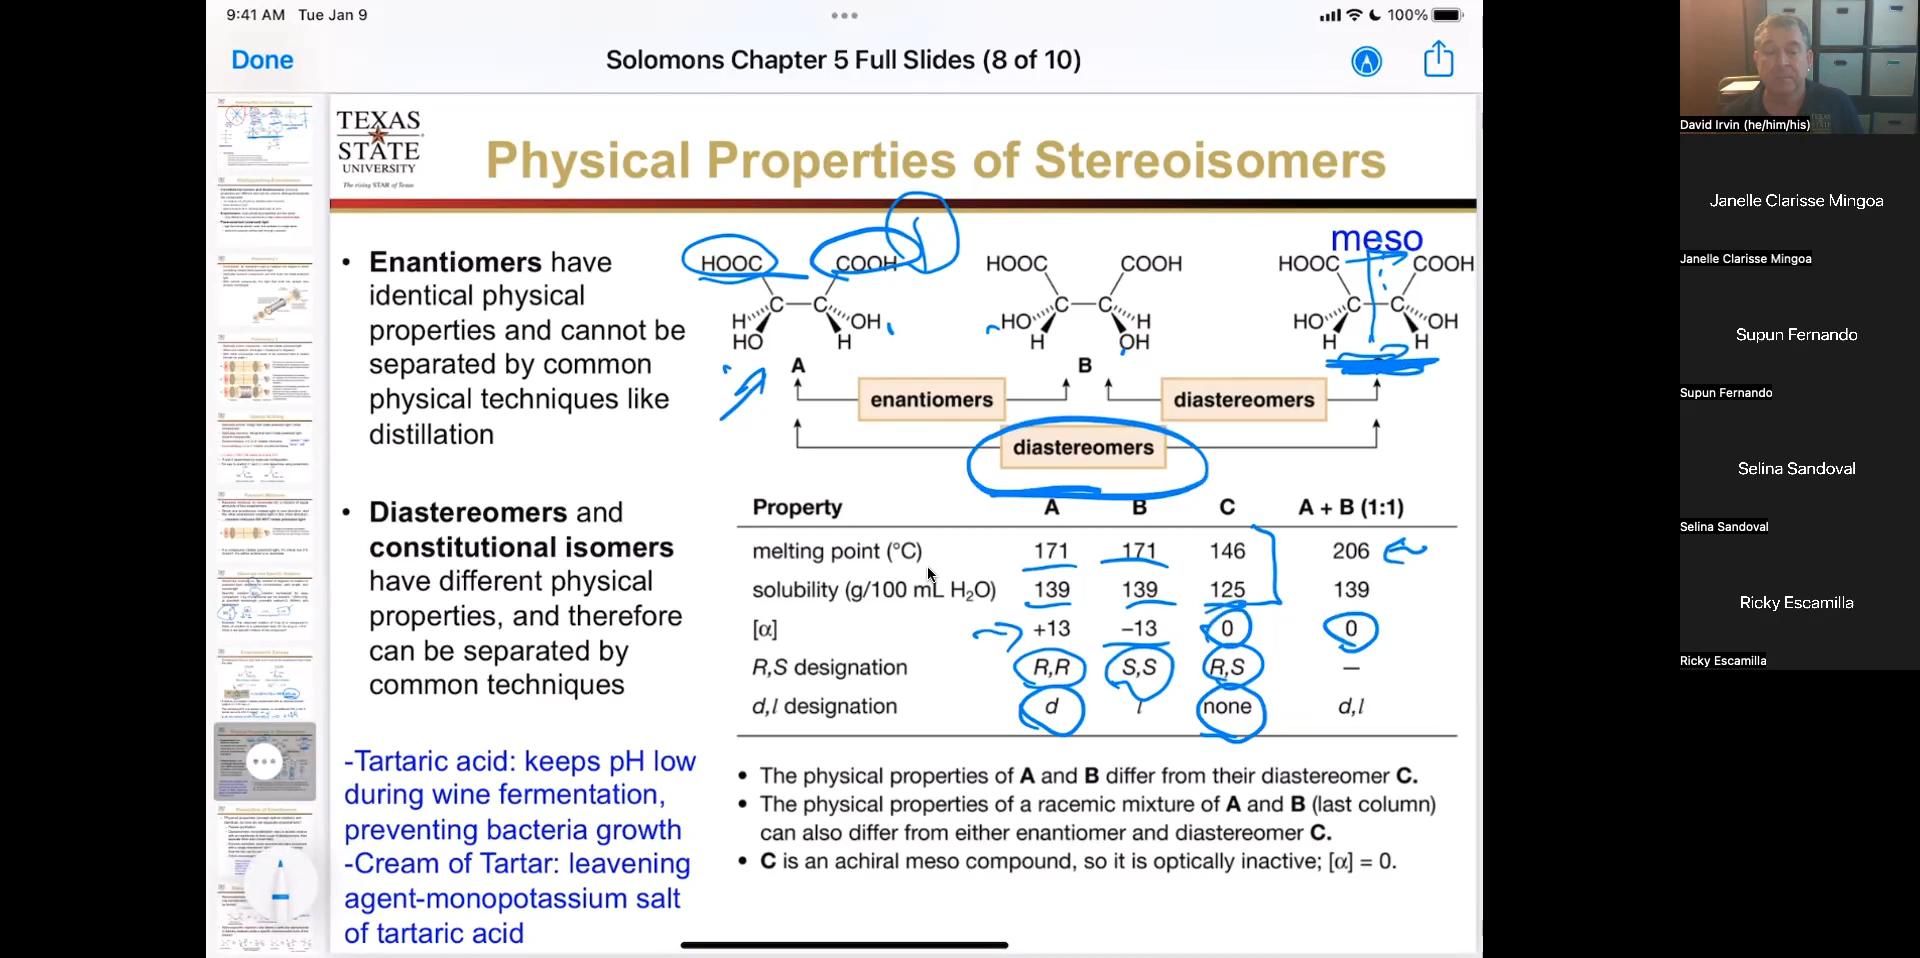 9:41 AM Tue Jan 9
100%
Done
Solomons Chapter 5 Full Slides (8 of 10)
TEXAS
STATE
UNIVERSITY
The rising STAR of Texas
Physical Properties of Stereoisomers
• Enantiomers have
identical physical
properties and cannot be
separated by common
physical techniques like
distillation
• Diastereomers and
constitutional isomers
have different physical
properties, and therefore
can be separated by
common techniques
-Tartaric acid: keeps pH low
during wine fermentation,
preventing bacteria growth
-Cream of Tartar: leavening
agent-monopotassium salt
of tartaric acid
meso
HOOC COOH HOOC COOH HOOC COOH
C C C C C C
H OH HO H HO OH
HO H H OH H H
A B
enantiomers diastereomers
diastereomers
Property A B C A + B (1:1)
melting point (°C) 171 171 146 206
solubility (g/100 mL H₂O) 139 139 125 139
[α] +13 −13 0 0
R,S designation R,R S,S R,S —
d,l designation d l none d,l
• The physical properties of A and B differ from their diastereomer C.
• The physical properties of a racemic mixture of A and B (last column)
can also differ from either enantiomer and diastereomer C.
• C is an achiral meso compound, so it is optically inactive; [α] = 0.
David Irvin (he/him/his)
Janelle Clarisse Mingoa
Janelle Clarisse Mingoa
Supun Fernando
Supun Fernando
Selina Sandoval
Selina Sandoval
Ricky Escamilla
Ricky Escamilla